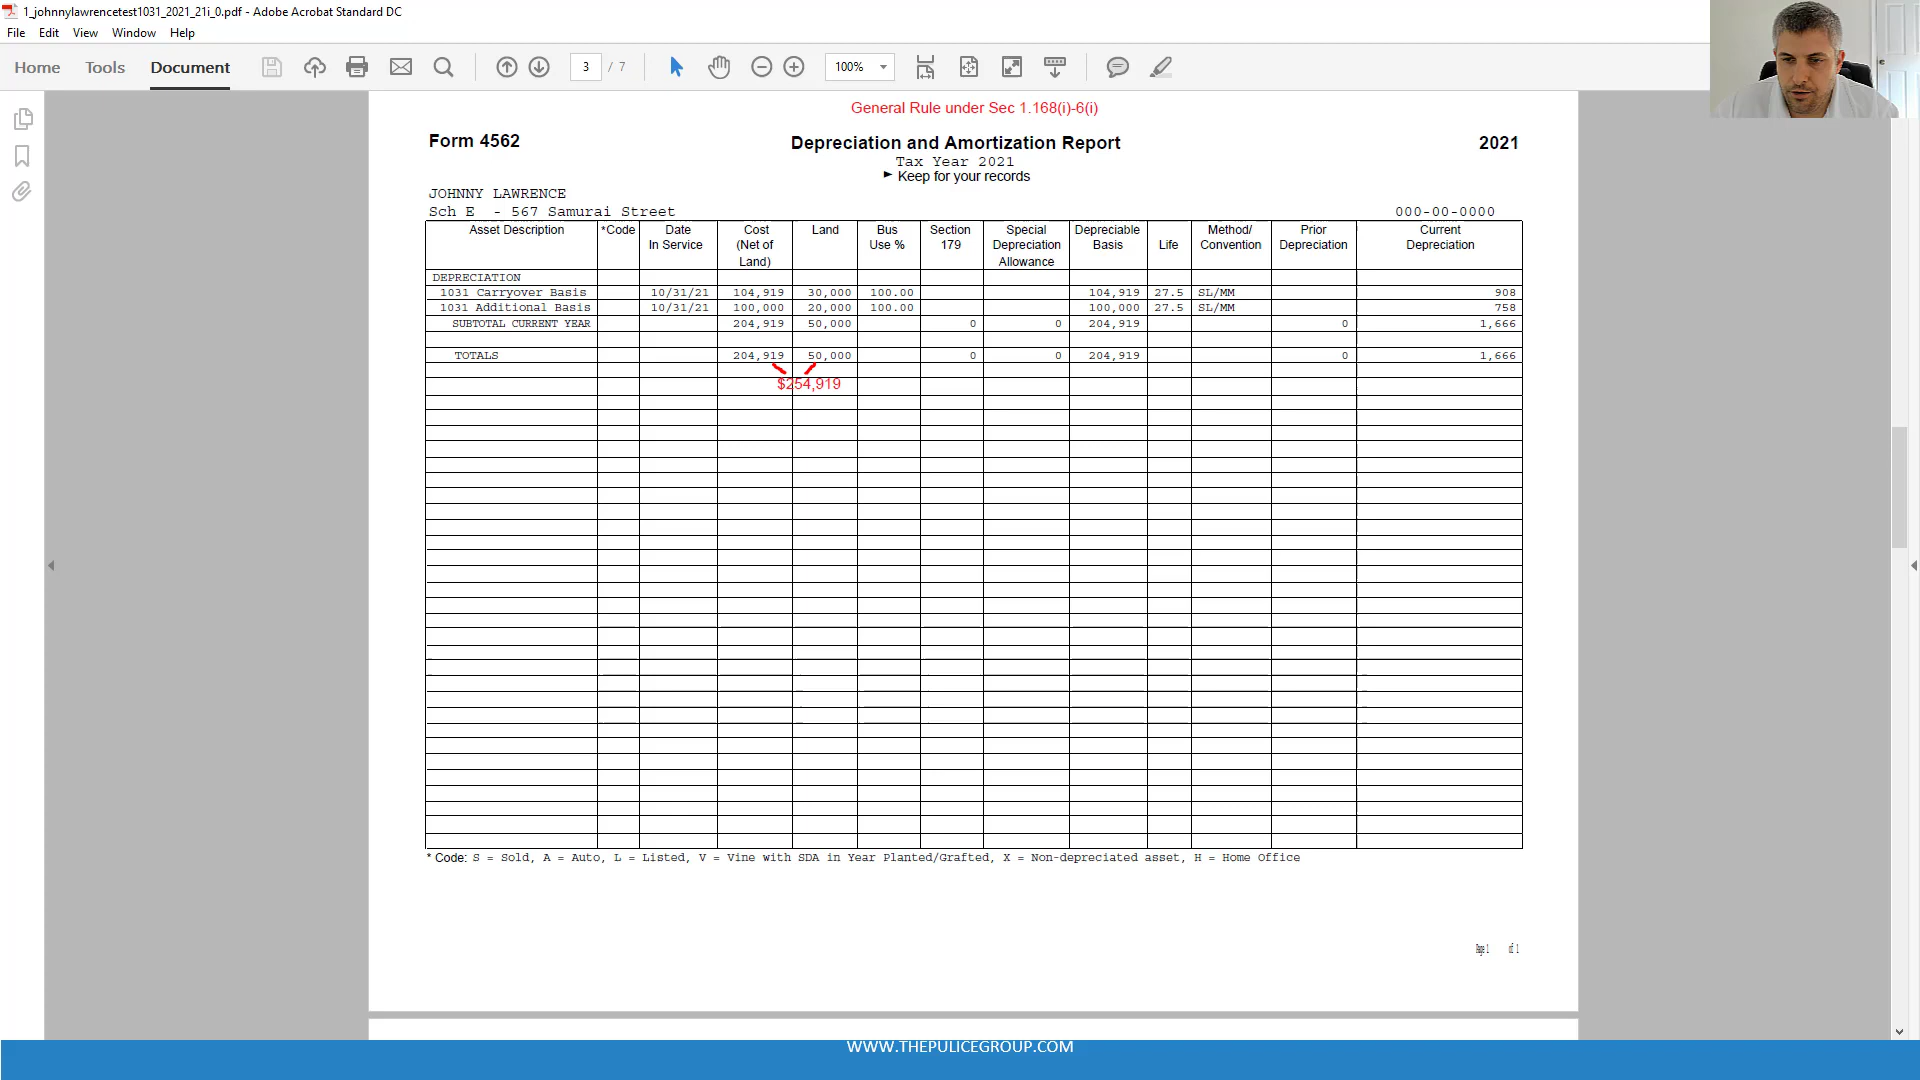 1_johnnylawrencetest1031_2021_21i_0.pdf - Adobe Acrobat Standard DC
File Edit View Window Help
Home Tools Document 3 / 7 100%
General Rule under Sec 1.168(i)-6(i)
Form 4562 Depreciation and Amortization Report 2021
Tax Year 2021
► Keep for your records
JOHNNY LAWRENCE
Sch E - 567 Samurai Street 000-00-0000
Asset Description *Code Date In Service Cost (Net of Land) Land Bus Use % Section 179 Special Depreciation Allowance Depreciable Basis Life Method/ Convention Prior Depreciation Current Depreciation
DEPRECIATION
1031 Carryover Basis 10/31/21 104,919 30,000 100.00 104,919 27.5 SL/MM 908
1031 Additional Basis 10/31/21 100,000 20,000 100.00 100,000 27.5 SL/MM 758
SUBTOTAL CURRENT YEAR 204,919 50,000 0 0 204,919 0 1,666
TOTALS 204,919 50,000 0 0 204,919 0 1,666
$254,919
* Code: S = Sold, A = Auto, L = Listed, V = Vine with SDA in Year Planted/Grafted, X = Non-depreciated asset, H = Home Office
Page 1 of 1
WWW.THEPULICEGROUP.COM